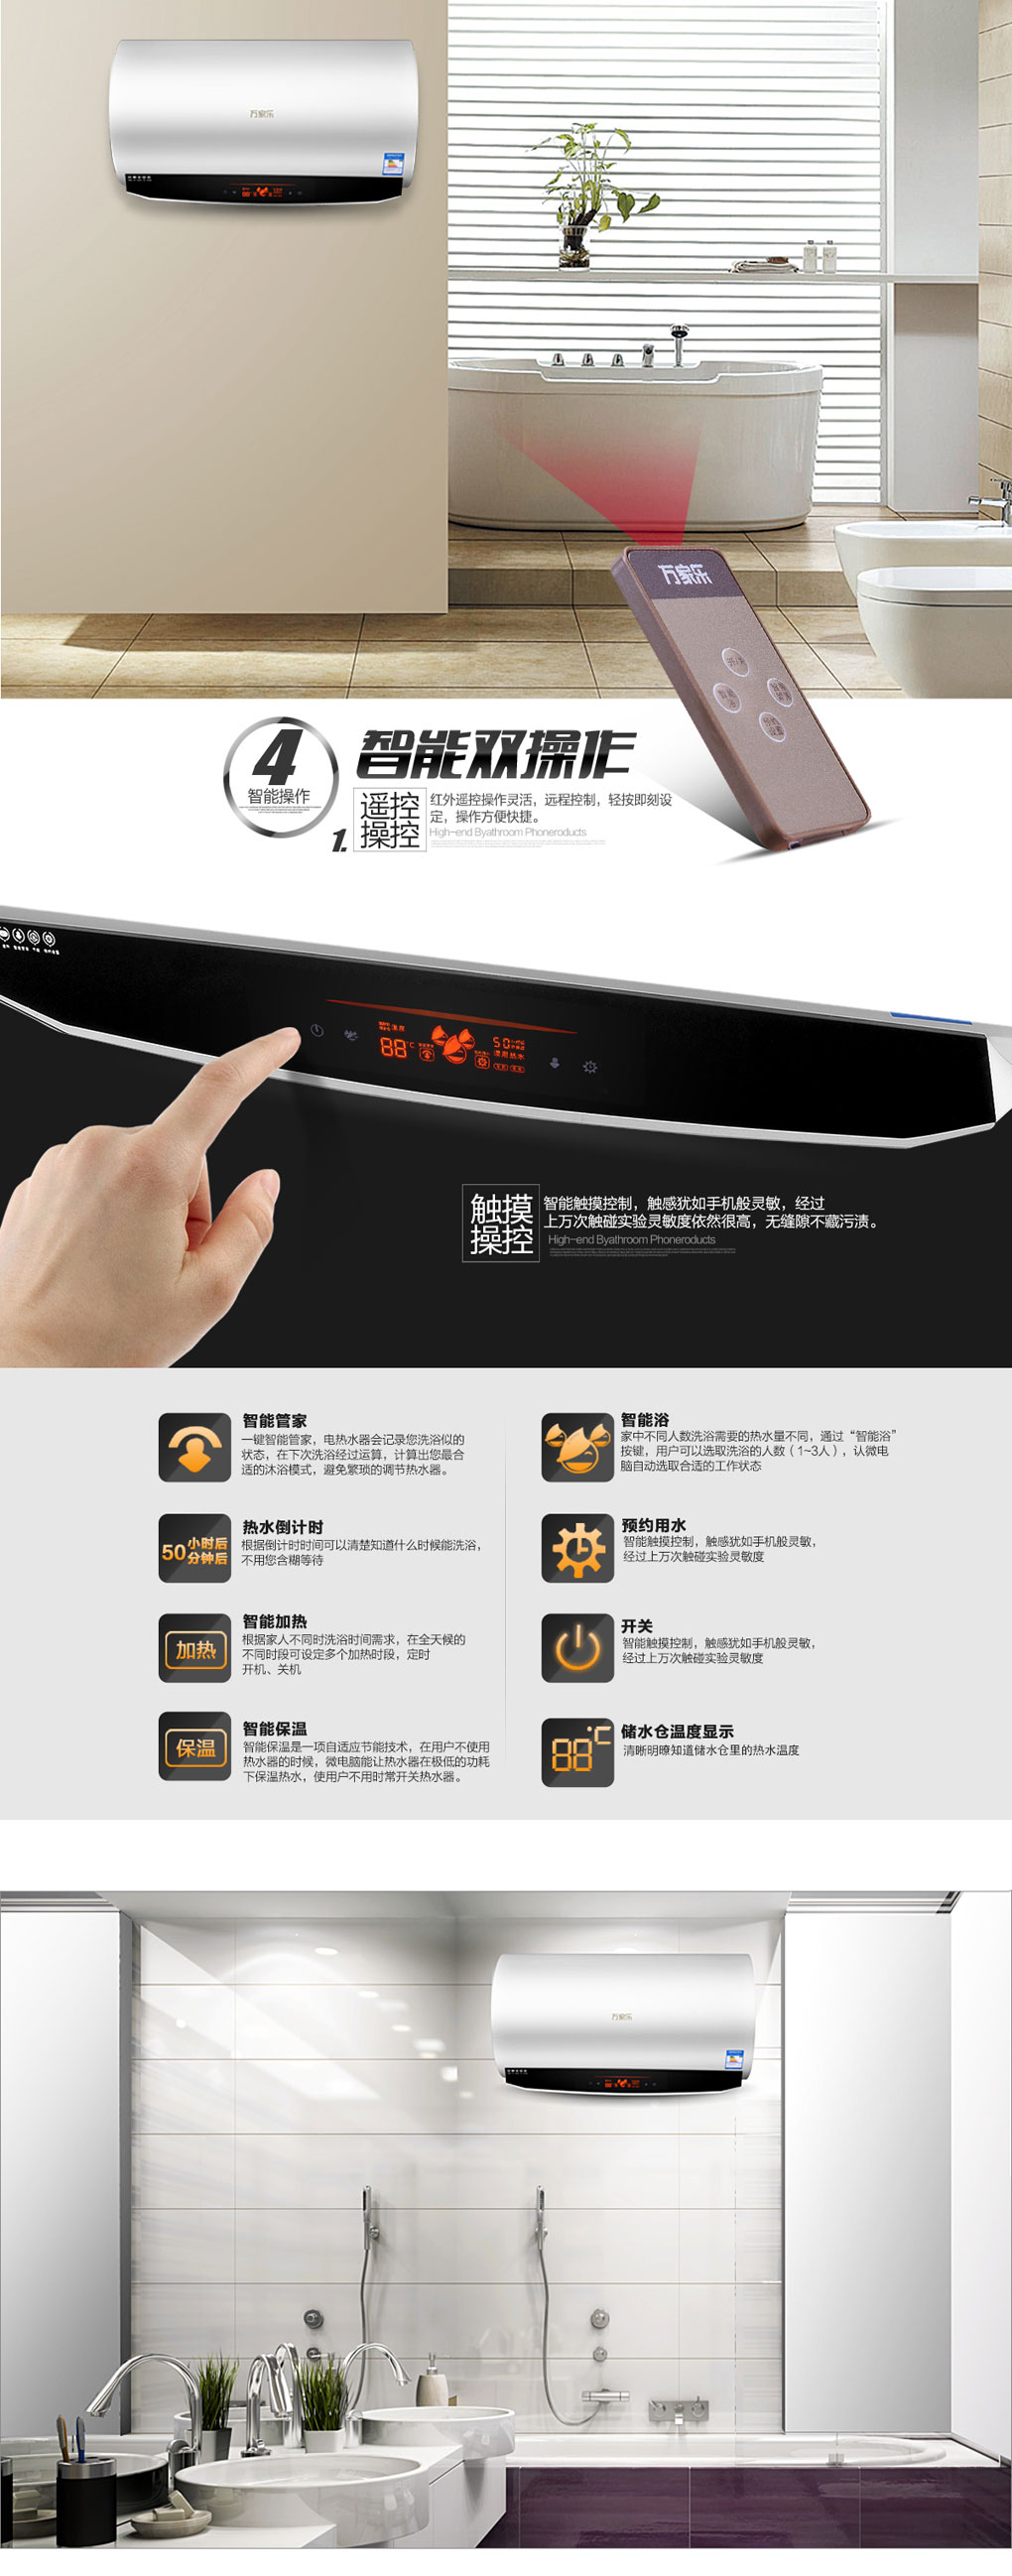 万家乐
万家乐
开/关
4
智能操作
智能双操作
1.
遥控
操控
红外遥控操作灵活，远程控制，轻按即刻设
定，操作方便快捷。
High-end Byathroom Phoneroducts
88℃
50
加热
触摸
操控
智能触摸控制，触感犹如手机般灵敏，经过
上万次触碰实验灵敏度依然很高，无缝隙不藏污渍。
High-end Byathroom Phoneroducts
智能管家
一键智能管家，电热水器会记录您洗浴似的
状态，在下次洗浴经过运算，计算出您最合
适的沐浴模式，避免繁琐的调节热水器。
50小时后
分钟后
热水倒计时
根据倒计时时间可以清楚知道什么时候能洗浴，
不用您含糊等待
加热
智能加热
根据家人不同时洗浴时间需求，在全天候的
不同时段可设定多个加热时段，定时
开机、关机
保温
智能保温
智能保温是一项自适应节能技术，在用户不使用
热水器的时候，微电脑能让热水器在极低的功耗
下保温热水，使用户不用时常开关热水器。
智能浴
家中不同人数洗浴需要的热水量不同，通过“智能浴”
按键，用户可以选取洗浴的人数（1~3人），认微电
脑自动选取合适的工作状态
预约用水
智能触摸控制，触感犹如手机般灵敏，
经过上万次触碰实验灵敏度
开关
智能触摸控制，触感犹如手机般灵敏，
经过上万次触碰实验灵敏度
88℃
储水仓温度显示
清晰明瞭知道储水仓里的热水温度
万家乐